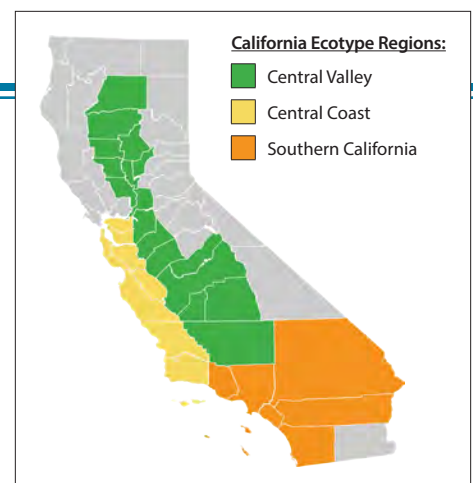 California Ecotype Regions:
Central Valley
Central Coast
Southern California